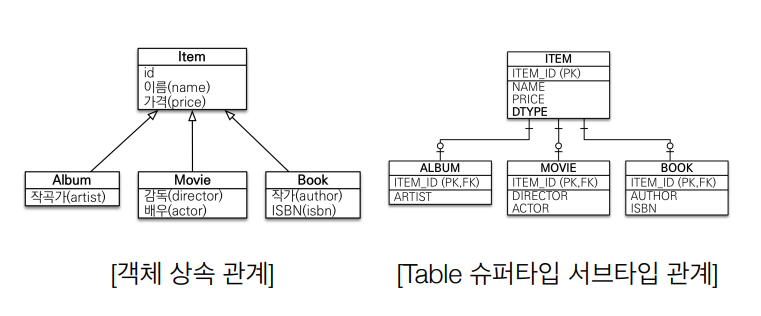 Item
id
이름(name)
가격(price)
Album
작곡가(artist)
Movie
감독(director)
배우(actor)
Book
작가(author)
ISBN(isbn)
[객체 상속 관계]
ITEM
ITEM_ID (PK)
NAME
PRICE
DTYPE
ALBUM
ITEM_ID (PK,FK)
ARTIST
MOVIE
ITEM_ID (PK,FK)
DIRECTOR
ACTOR
BOOK
ITEM_ID (PK,FK)
AUTHOR
ISBN
[Table 슈퍼타입 서브타입 관계]